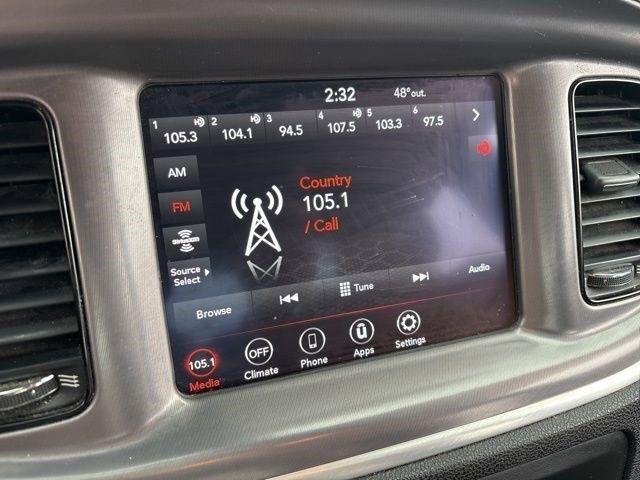 2:32 48° out.
1 105.3 2 104.1 3 94.5 4 107.5 5 103.3 6 97.5
AM
FM
SiriusXM
Source Select
Country
105.1
/ Call
Browse Tune Audio
105.1 OFF
Media Climate Phone Apps Settings